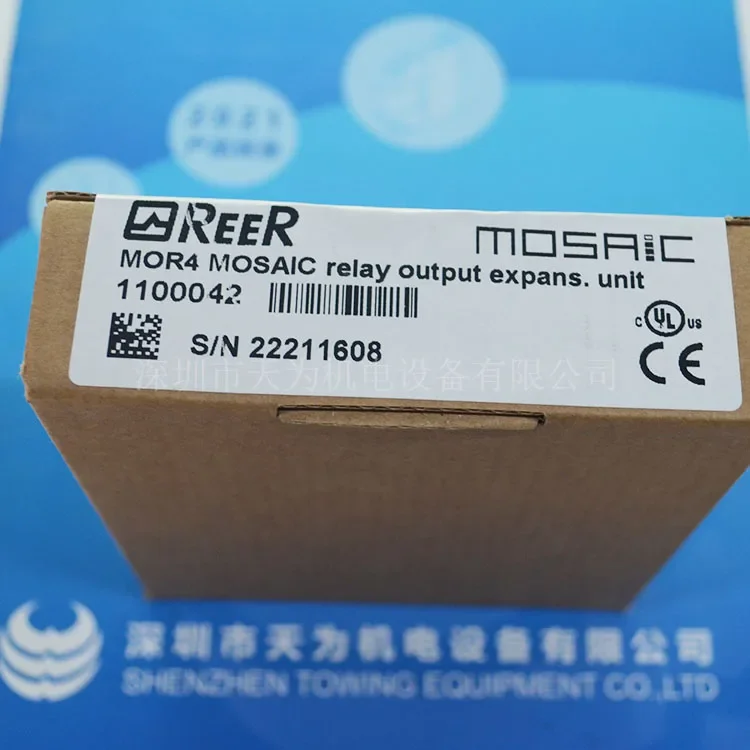 2021
REER
MOSAIC
MOR4 MOSAIC relay output expans. unit
1100042
S/N 22211608
c UL us
CE
深圳市天为机电设备有限公司
深圳市天为机电设备有限公司
SHENZHEN TOWING EQUIPMENT CO.,LTD